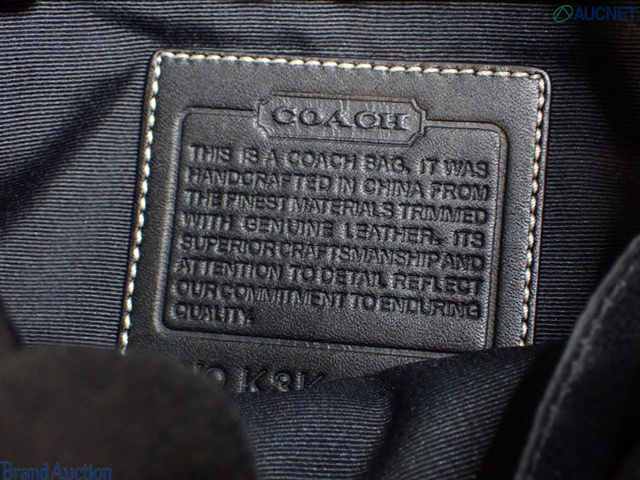 AUCNET
COACH
THIS IS A COACH BAG. IT WAS
HANDCRAFTED IN CHINA FROM
THE FINEST MATERIALS TRIMMED
WITH GENUINE LEATHER. ITS
SUPERIOR CRAFTSMANSHIP AND
ATTENTION TO DETAIL REFLECT
OUR COMMITMENT TO ENDURING
QUALITY.
Brand Auction